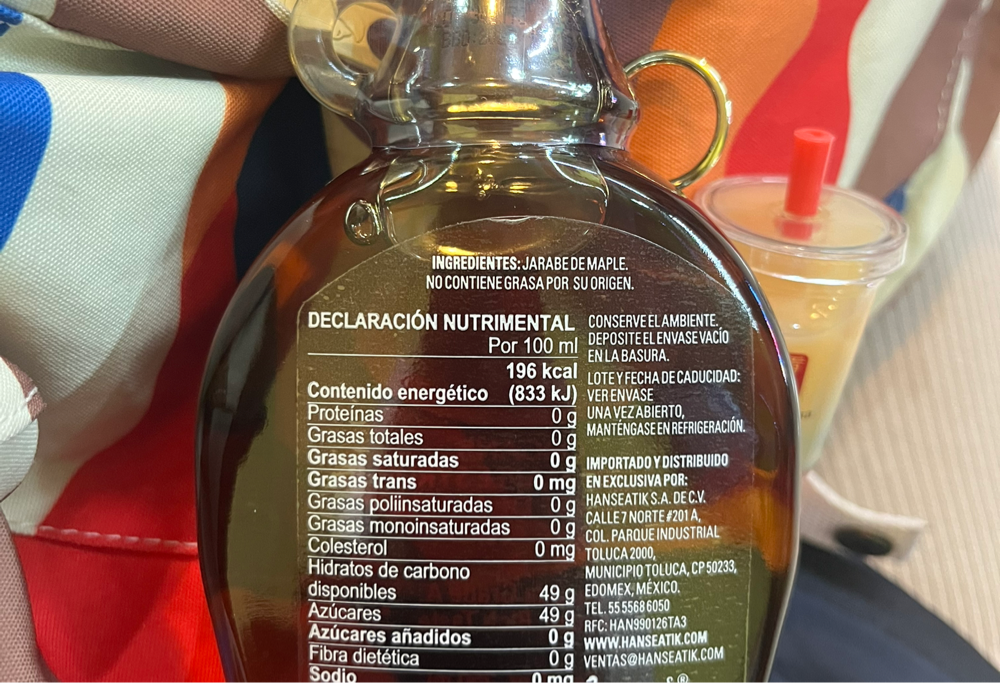 INGREDIENTES: JARABE DE MAPLE.
NO CONTIENE GRASA POR SU ORIGEN.
DECLARACIÓN NUTRIMENTAL
Por 100 ml
196 kcal
Contenido energético (833 kJ)
Proteínas 0 g
Grasas totales 0 g
Grasas saturadas 0 g
Grasas trans 0 mg
Grasas poliinsaturadas 0 g
Grasas monoinsaturadas 0 g
Colesterol 0 mg
Hidratos de carbono
disponibles 49 g
Azúcares 49 g
Azúcares añadidos 0 g
Fibra dietética 0 g
Sodio 0 mg
CONSERVE EL AMBIENTE.
DEPOSITE EL ENVASE VACÍO
EN LA BASURA.
LOTE Y FECHA DE CADUCIDAD:
VER ENVASE
UNA VEZ ABIERTO,
MANTÉNGASE EN REFRIGERACIÓN.
IMPORTADO Y DISTRIBUIDO
EN EXCLUSIVA POR:
HANSEATIK S.A. DE C.V.
CALLE 7 NORTE #201 A,
COL. PARQUE INDUSTRIAL
TOLUCA 2000,
MUNICIPIO TOLUCA, CP 50233,
EDOMEX, MÉXICO.
TEL. 55 5568 6050
RFC: HAN990126TA3
WWW.HANSEATIK.COM
VENTAS@HANSEATIK.COM